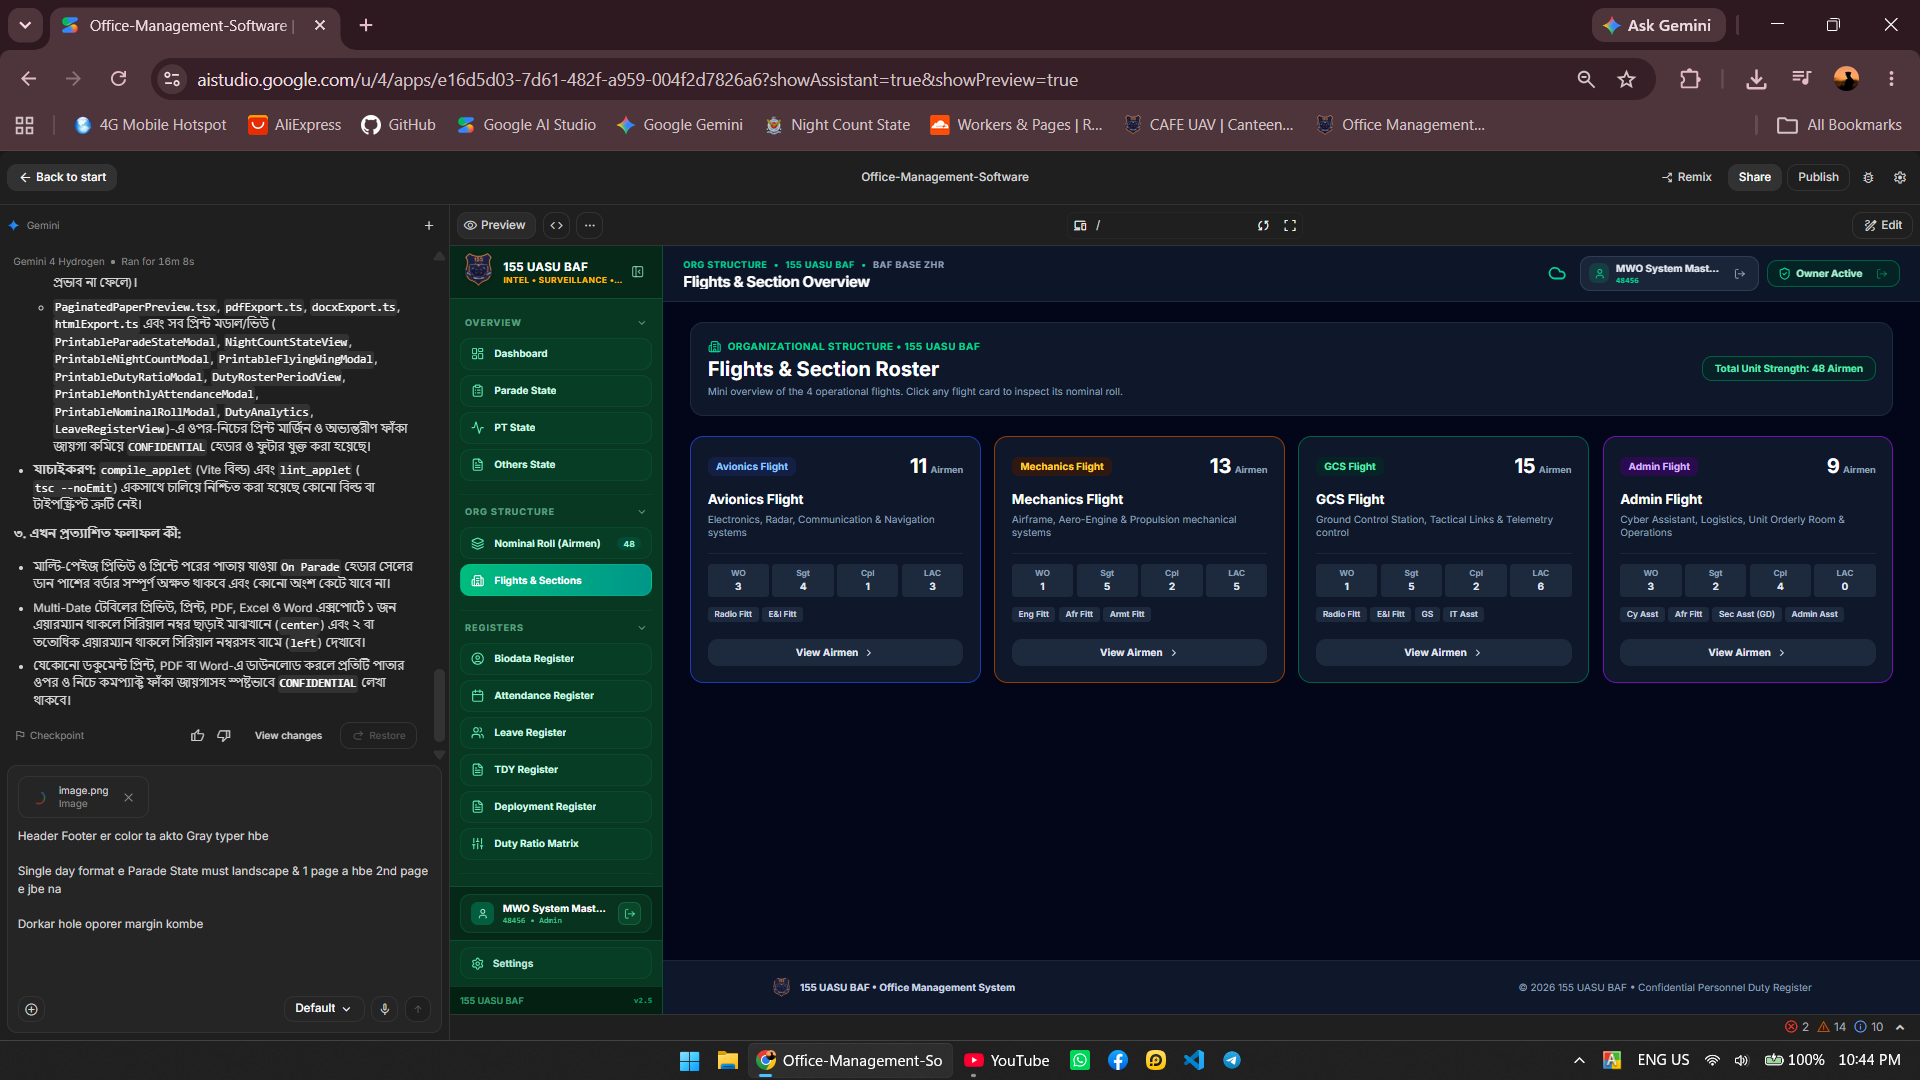 Office-Management-Software |
Ask Gemini
aistudio.google.com/u/4/apps/e16d5d03-7d61-482f-a959-004f2d7826a6?showAssistant=true&showPreview=true
4G Mobile Hotspot
AliExpress
GitHub
Google AI Studio
Google Gemini
Night Count State
Workers & Pages | R...
CAFE UAV | Canteen...
Office Management...
All Bookmarks
Back to start
Office-Management-Software
Remix
Share
Publish
Gemini
Preview
/
Edit
Gemini 4 Hydrogen • Ran for 16m 8s
প্রভাব না ফেলে)।
PaginatedPaperPreview.tsx, pdfExport.ts, docxExport.ts,
htmlExport.ts এবং সব প্রিন্ট মডাল/ভিউ (
PrintableParadeStateModal, NightCountStateView,
PrintableNightCountModal, PrintableFlyingWingModal,
PrintableDutyRatioModal, DutyRosterPeriodView,
PrintableMonthlyAttendanceModal,
PrintableNominalRollModal, DutyAnalytics,
LeaveRegisterView)-এ ওপর-নিচের প্রিন্ট মার্জিন ও অভ্যন্তরীণ ফাঁকা
জায়গা কমিয়ে CONFIDENTIAL হেডার ও ফুটার যুক্ত করা হয়েছে।
যাচাইকরণ: compile_applet (Vite বিল্ড) এবং lint_applet (
tsc --noEmit) একসাথে চালিয়ে নিশ্চিত করা হয়েছে কোনো বিল্ড বা
টাইপস্ক্রিপ্ট ত্রুটি নেই।
৩. এখন প্রত্যাশিত ফলাফল কী:
মাল্টি-পেইজ প্রিভিউ ও প্রিন্টে পরের পাতায় যাওয়া On Parade হেডার সেলের
ডান পাশের বর্ডার সম্পূর্ণ অক্ষত থাকবে এবং কোনো অংশ কেটে যাবে না।
Multi-Date টেবিলের প্রিভিউ, প্রিন্ট, PDF, Excel ও Word এক্সপোর্টে ১ জন
এয়ারম্যান থাকলে সিরিয়াল নম্বর ছাড়াই মাঝখানে (center) এবং ২ বা
ততোধিক এয়ারম্যান থাকলে সিরিয়াল নম্বরসহ বামে (left) দেখাবে।
যেকোনো ডকুমেন্ট প্রিন্ট, PDF বা Word-এ ডাউনলোড করলে প্রতিটি পাতার
ওপর ও নিচে কমপ্যাক্ট ফাঁকা জায়গাসহ স্পষ্টভাবে CONFIDENTIAL লেখা
থাকবে।
Checkpoint
View changes
Restore
image.png
Image
Header Footer er color ta akto Gray typer hbe
Single day format e Parade State must landscape & 1 page a hbe 2nd page
e jbe na
Dorkar hole oporer margin kombe
Default
155 UASU BAF
INTEL • SURVEILLANCE •...
OVERVIEW
Dashboard
Parade State
PT State
Others State
ORG STRUCTURE
Nominal Roll (Airmen) 48
Flights & Sections
REGISTERS
Biodata Register
Attendance Register
Leave Register
TDY Register
Deployment Register
Duty Ratio Matrix
MWO System Mast...
48456 • Admin
Settings
155 UASU BAF v2.5
ORG STRUCTURE • 155 UASU BAF • BAF BASE ZHR
Flights & Section Overview
MWO System Mast...
48456
Owner Active
ORGANIZATIONAL STRUCTURE • 155 UASU BAF
Flights & Section Roster
Mini overview of the 4 operational flights. Click any flight card to inspect its nominal roll.
Total Unit Strength: 48 Airmen
Avionics Flight 11 Airmen
Avionics Flight
Electronics, Radar, Communication & Navigation
systems
WO Sgt Cpl LAC
3 4 1 3
Radio Fitt E&I Fitt
View Airmen
Mechanics Flight 13 Airmen
Mechanics Flight
Airframe, Aero-Engine & Propulsion mechanical
systems
WO Sgt Cpl LAC
1 5 2 5
Eng Fitt Afr Fitt Armt Fitt
View Airmen
GCS Flight 15 Airmen
GCS Flight
Ground Control Station, Tactical Links & Telemetry
control
WO Sgt Cpl LAC
1 5 2 6
Radio Fitt E&I Fitt GS IT Asst
View Airmen
Admin Flight 9 Airmen
Admin Flight
Cyber Assistant, Logistics, Unit Orderly Room &
Operations
WO Sgt Cpl LAC
3 2 4 0
Cy Asst Afr Fitt Sec Asst (GD) Admin Asst
View Airmen
155 UASU BAF • Office Management System
© 2026 155 UASU BAF • Confidential Personnel Duty Register
2 14 10
Office-Management-So
YouTube
ENG US
100%
10:44 PM